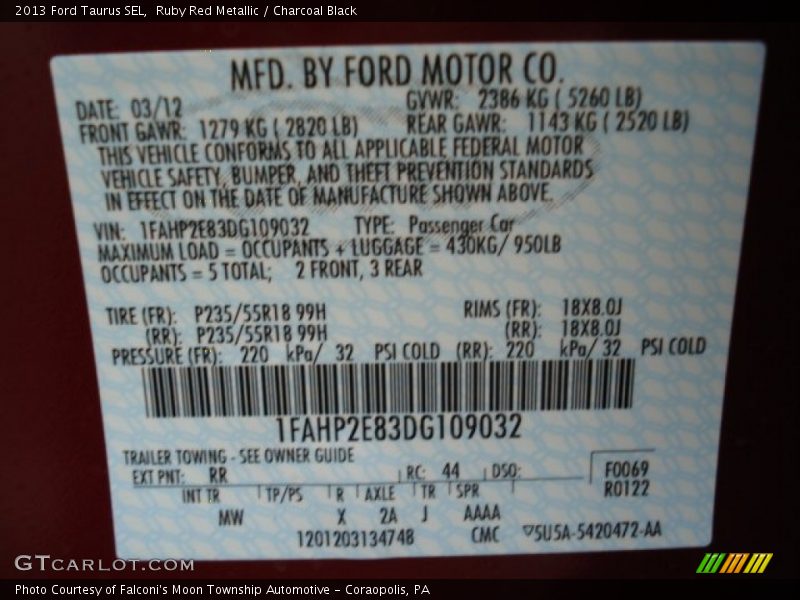 2013 Ford Taurus SEL,  Ruby Red Metallic / Charcoal Black
MFD. BY FORD MOTOR CO.
DATE: 03/12 GVWR: 2386 KG ( 5260 LB)
FRONT GAWR: 1279 KG ( 2820 LB) REAR GAWR: 1143 KG ( 2520 LB)
THIS VEHICLE CONFORMS TO ALL APPLICABLE FEDERAL MOTOR
VEHICLE SAFETY, BUMPER, AND THEFT PREVENTION STANDARDS
IN EFFECT ON THE DATE OF MANUFACTURE SHOWN ABOVE.
VIN: 1FAHP2E83DG109032 TYPE: Passenger Car
MAXIMUM LOAD = OCCUPANTS + LUGGAGE = 430KG/ 950LB
OCCUPANTS = 5 TOTAL; 2 FRONT, 3 REAR
TIRE (FR): P235/55R18 99H RIMS (FR): 18X8.0J
(RR): P235/55R18 99H (RR): 18X8.0J
PRESSURE (FR): 220 kPa/ 32 PSI COLD (RR): 220 kPa/ 32 PSI COLD
1FAHP2E83DG109032
TRAILER TOWING - SEE OWNER GUIDE
EXT PNT: RR RC: 44 DSO: F0069
R0122
INT TR TP/PS R AXLE TR SPR
MW X 2A J AAAA
120120313474B CMC ▽5U5A-5420472-AA
GTCARLOT.COM
Photo Courtesy of Falconi's Moon Township Automotive - Coraopolis, PA